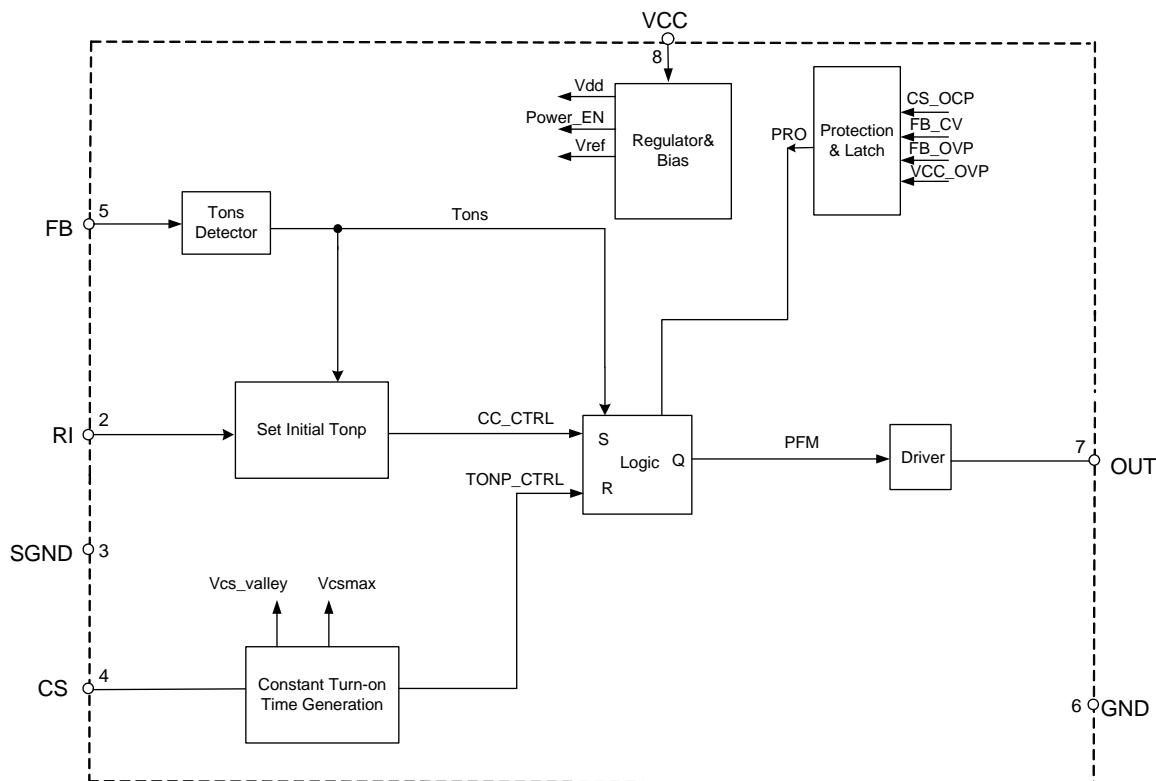 VCC
8
Vdd
Power_EN
Vref
Regulator&
Bias
PRO
Protection
& Latch
CS_OCP
FB_CV
FB_OVP
VCC_OVP
FB
5
Tons
Detector
Tons
RI
2
Set Initial Tonp
CC_CTRL
S
Logic
Q
R
PFM
Driver
7
OUT
TONP_CTRL
SGND
3
Vcs_valley
Vcsmax
CS
4
Constant Turn-on
Time Generation
6
GND